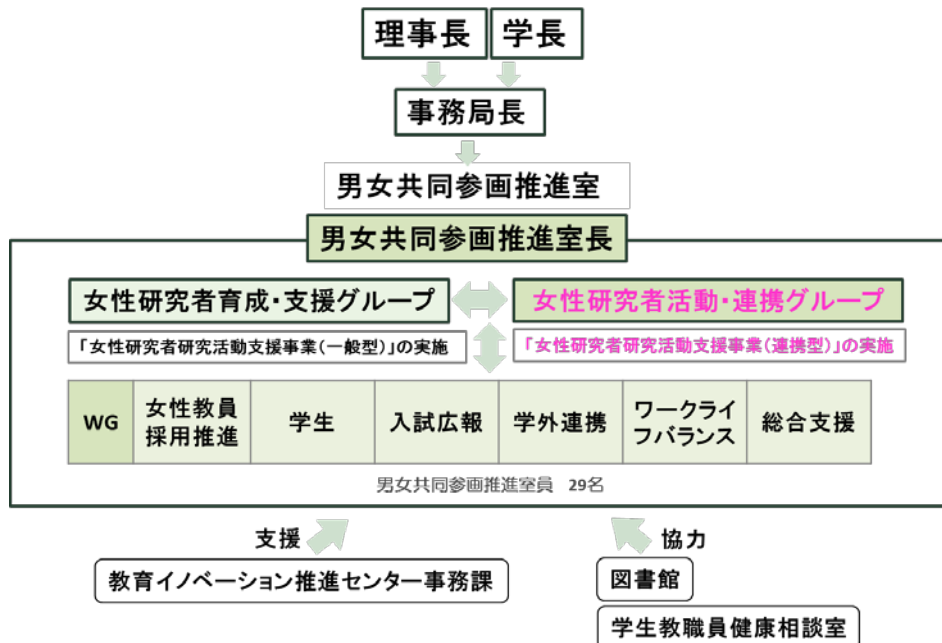 理事長 学長
事務局長
男女共同参画推進室
男女共同参画推進室長
女性研究者育成・支援グループ 女性研究者活動・連携グループ
「女性研究者研究活動支援事業(一般型)」の実施 「女性研究者研究活動支援事業(連携型)」の実施
WG
女性教員
採用推進
学生
入試広報
学外連携
ワークライ
フバランス
総合支援
男女共同参画推進室員 29名
支援 協力
教育イノベーション推進センター事務課
図書館
学生教職員健康相談室